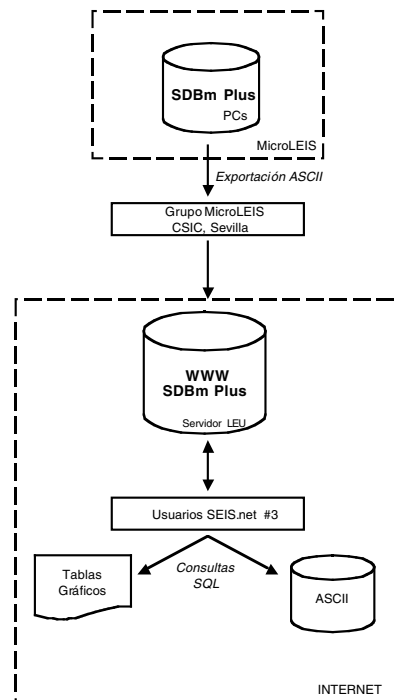 SDBm Plus
PCs
MicroLEIS
Exportación ASCII
Grupo MicroLEIS
CSIC, Sevilla
WWW
SDBm Plus
Servidor LEU
Usuarios SEIS.net #3
Tablas
Gráficos
Consultas
SQL
ASCII
INTERNET